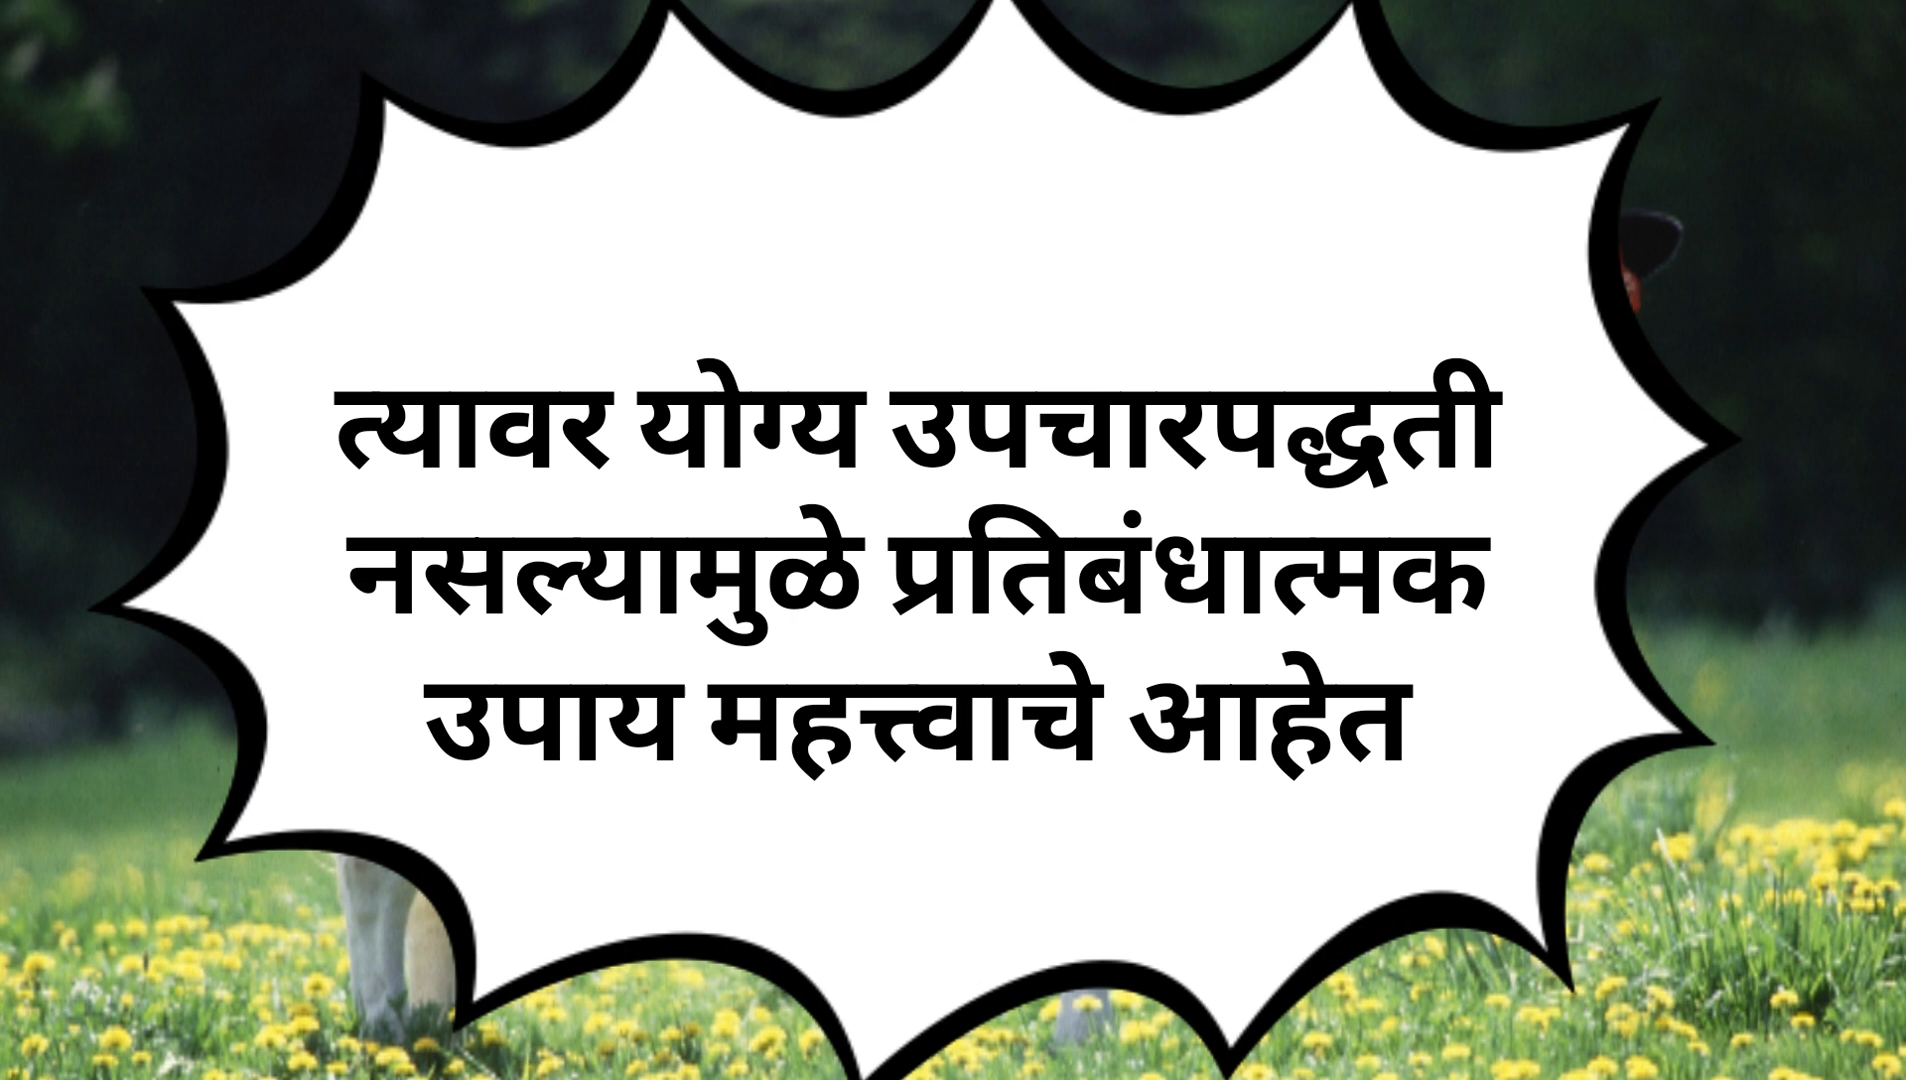 त्यावर योग्य उपचारपद्धती
नसल्यामुळे प्रतिबंधात्मक
उपाय महत्त्वाचे आहेत